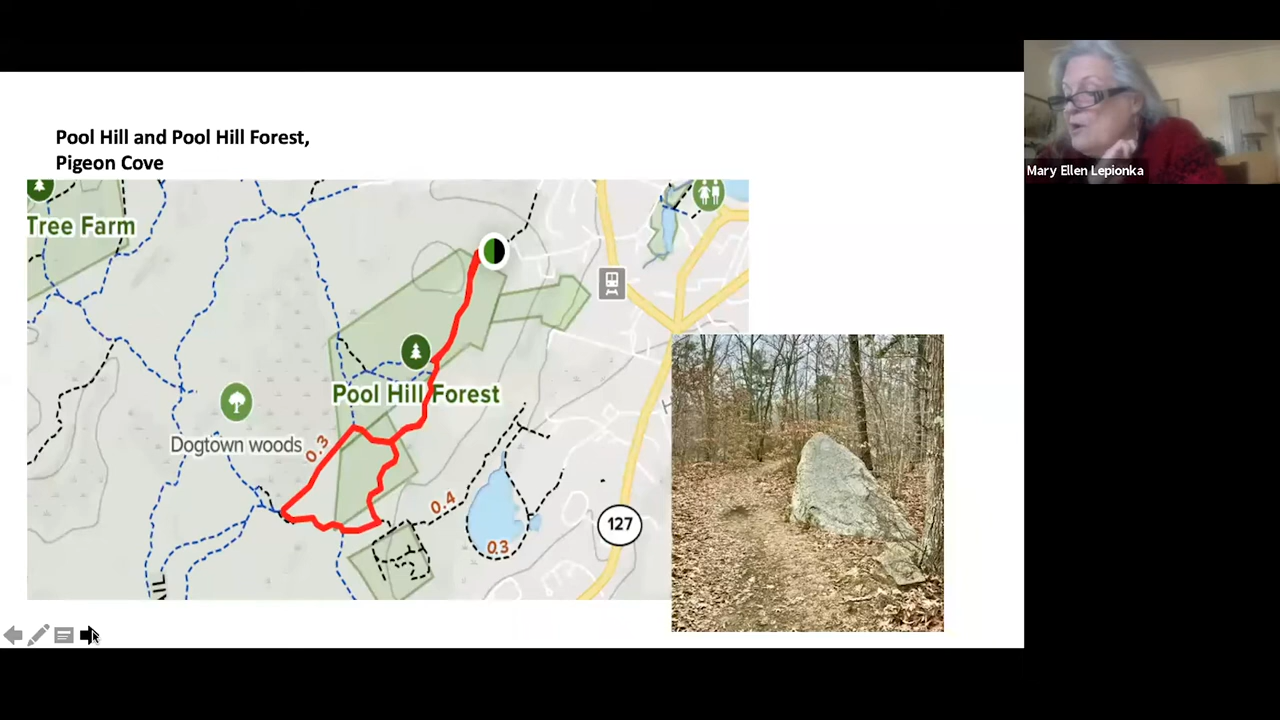 Pool Hill and Pool Hill Forest,
Pigeon Cove
Tree Farm
Pool Hill Forest
Dogtown woods
0.3
0.4
0.3
127
H
AIL
Mary Ellen Lepionka